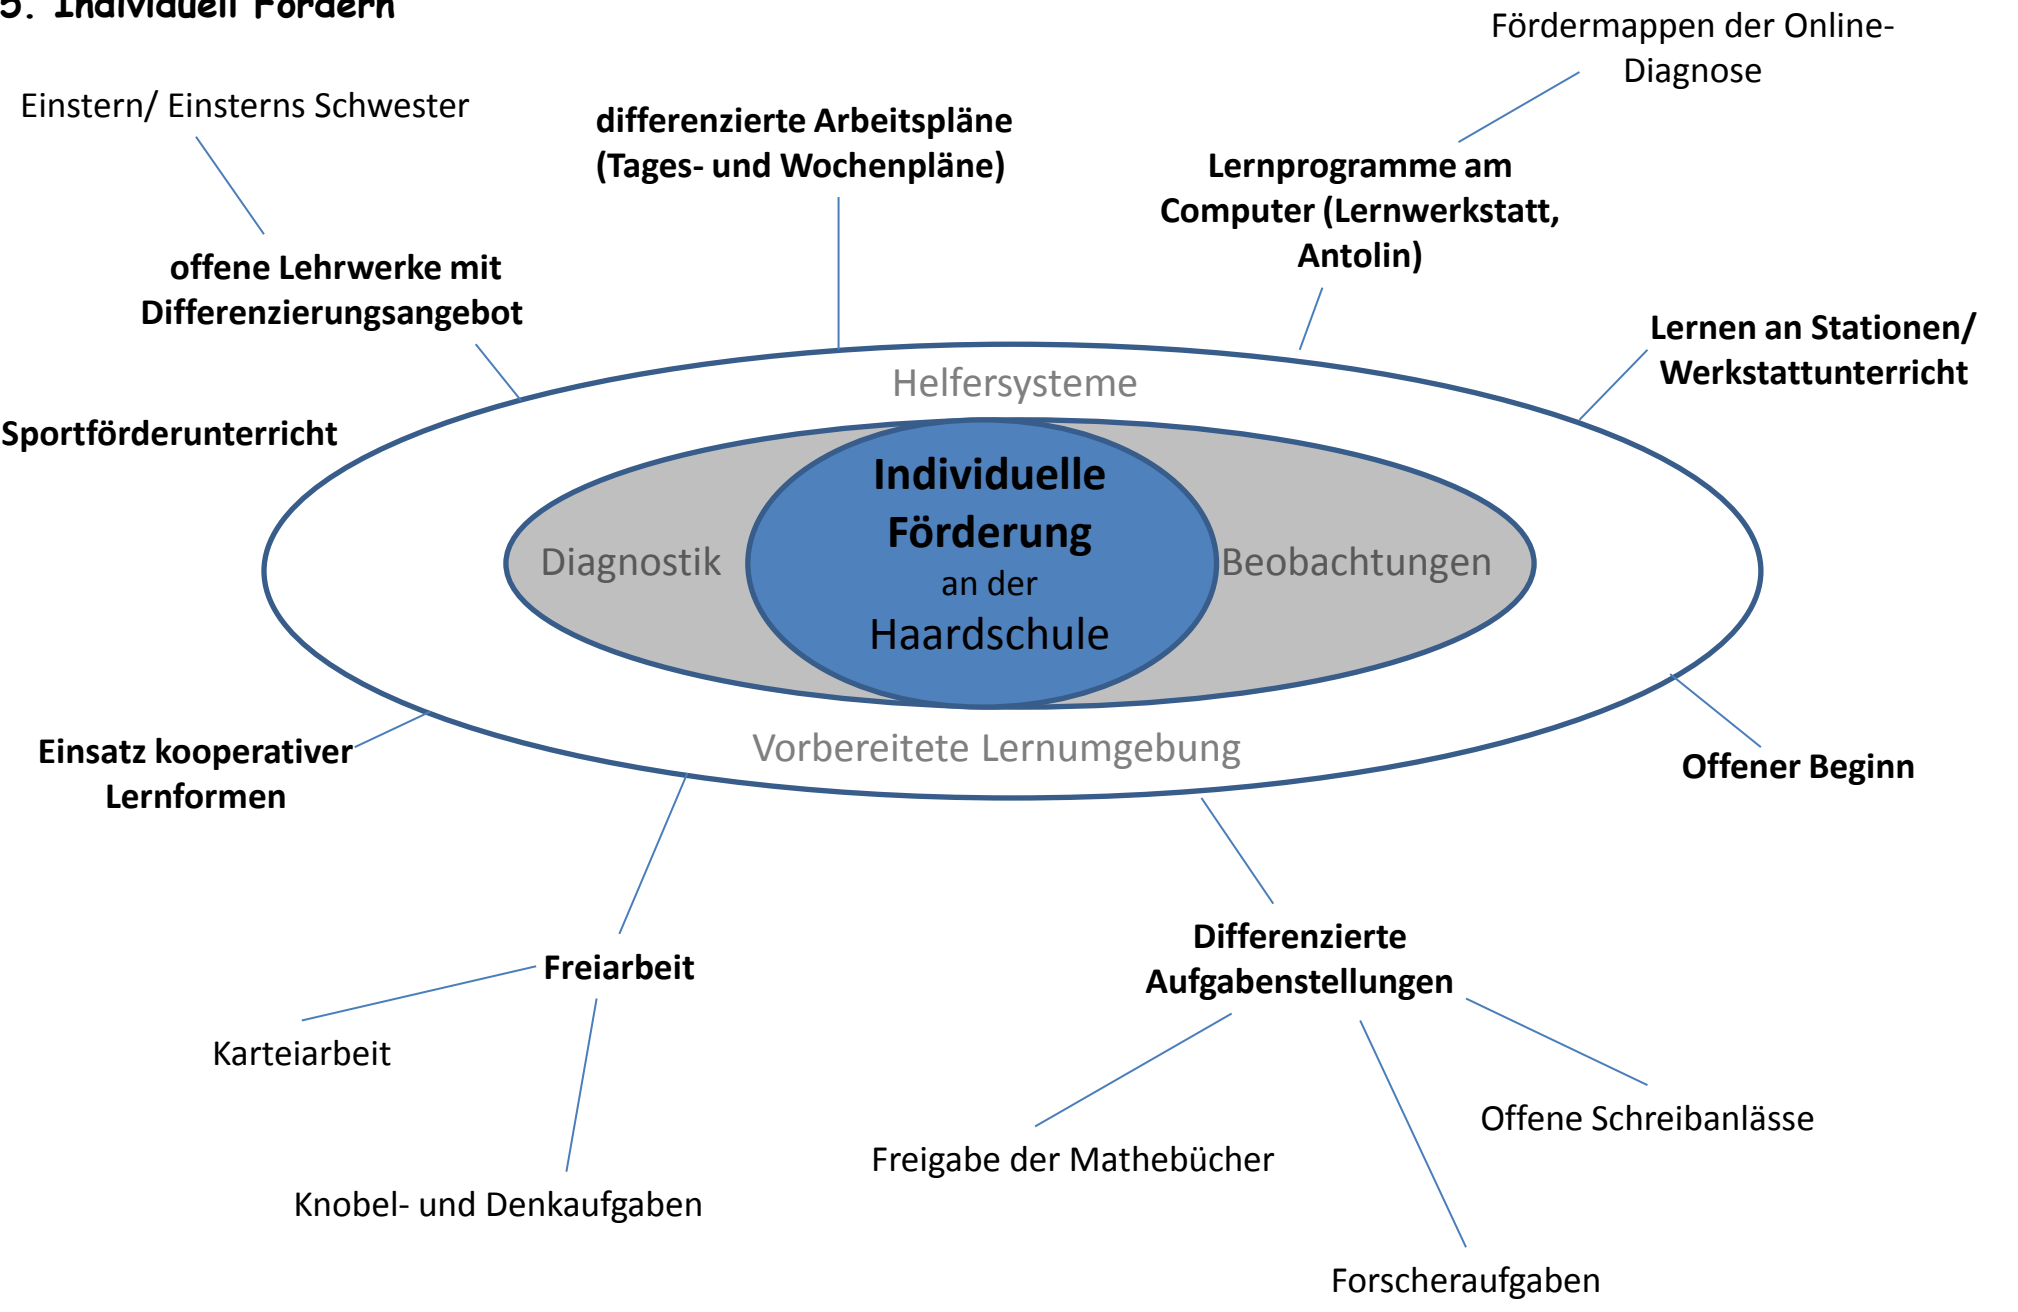 5. Individuell Fördern
Fördermappen der Online-
Diagnose
Einstern/ Einsterns Schwester
differenzierte Arbeitspläne
(Tages- und Wochenpläne)
Lernprogramme am
Computer (Lernwerkstatt,
Antolin)
offene Lehrwerke mit
Differenzierungsangebot
Lernen an Stationen/
Werkstattunterricht
Helfersysteme
Sportförderunterricht
Individuelle
Förderung
an der
Haardschule
Diagnostik
Beobachtungen
Vorbereitete Lernumgebung
Einsatz kooperativer
Lernformen
Offener Beginn
Freiarbeit
Differenzierte
Aufgabenstellungen
Karteiarbeit
Offene Schreibanlässe
Freigabe der Mathebücher
Knobel- und Denkaufgaben
Forscheraufgaben